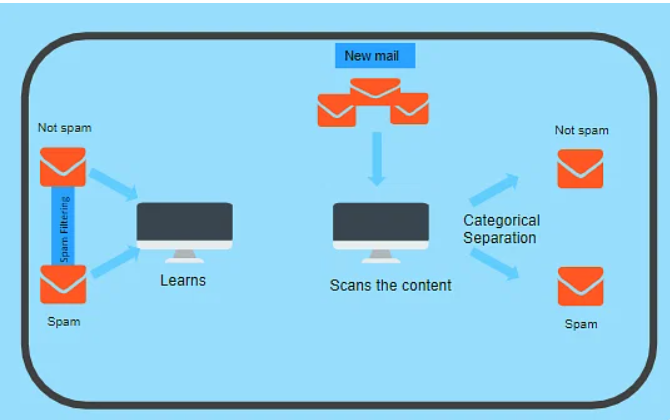 New mail
Not spam
Not spam
Spam Filtering
Categorical
Separation
Learns
Scans the content
Spam
Spam